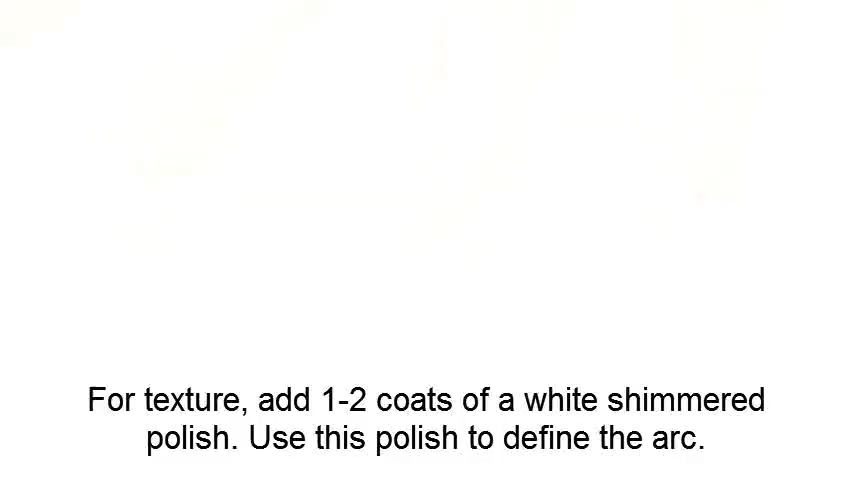 For texture, add 1-2 coats of a white shimmered
polish. Use this polish to define the arc.